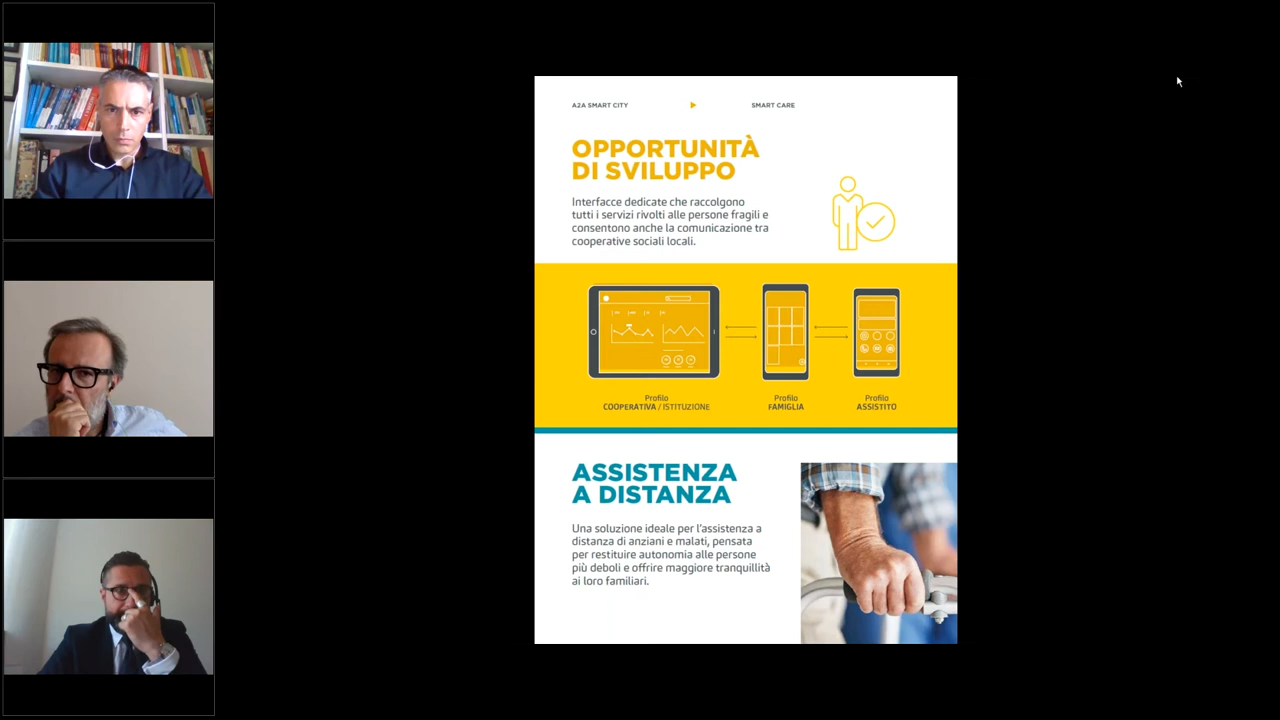 A2A SMART CITY
SMART CARE
OPPORTUNITÀ
DI SVILUPPO
Interfacce dedicate che raccolgono
tutti i servizi rivolti alle persone fragili e
consentono anche la comunicazione tra
cooperative sociali locali.
Profilo
COOPERATIVA / ISTITUZIONE
Profilo
FAMIGLIA
Profilo
ASSISTITO
ASSISTENZA
A DISTANZA
Una soluzione ideale per l'assistenza a
distanza di anziani e malati, pensata
per restituire autonomia alle persone
più deboli e offrire maggiore tranquillità
ai loro familiari.